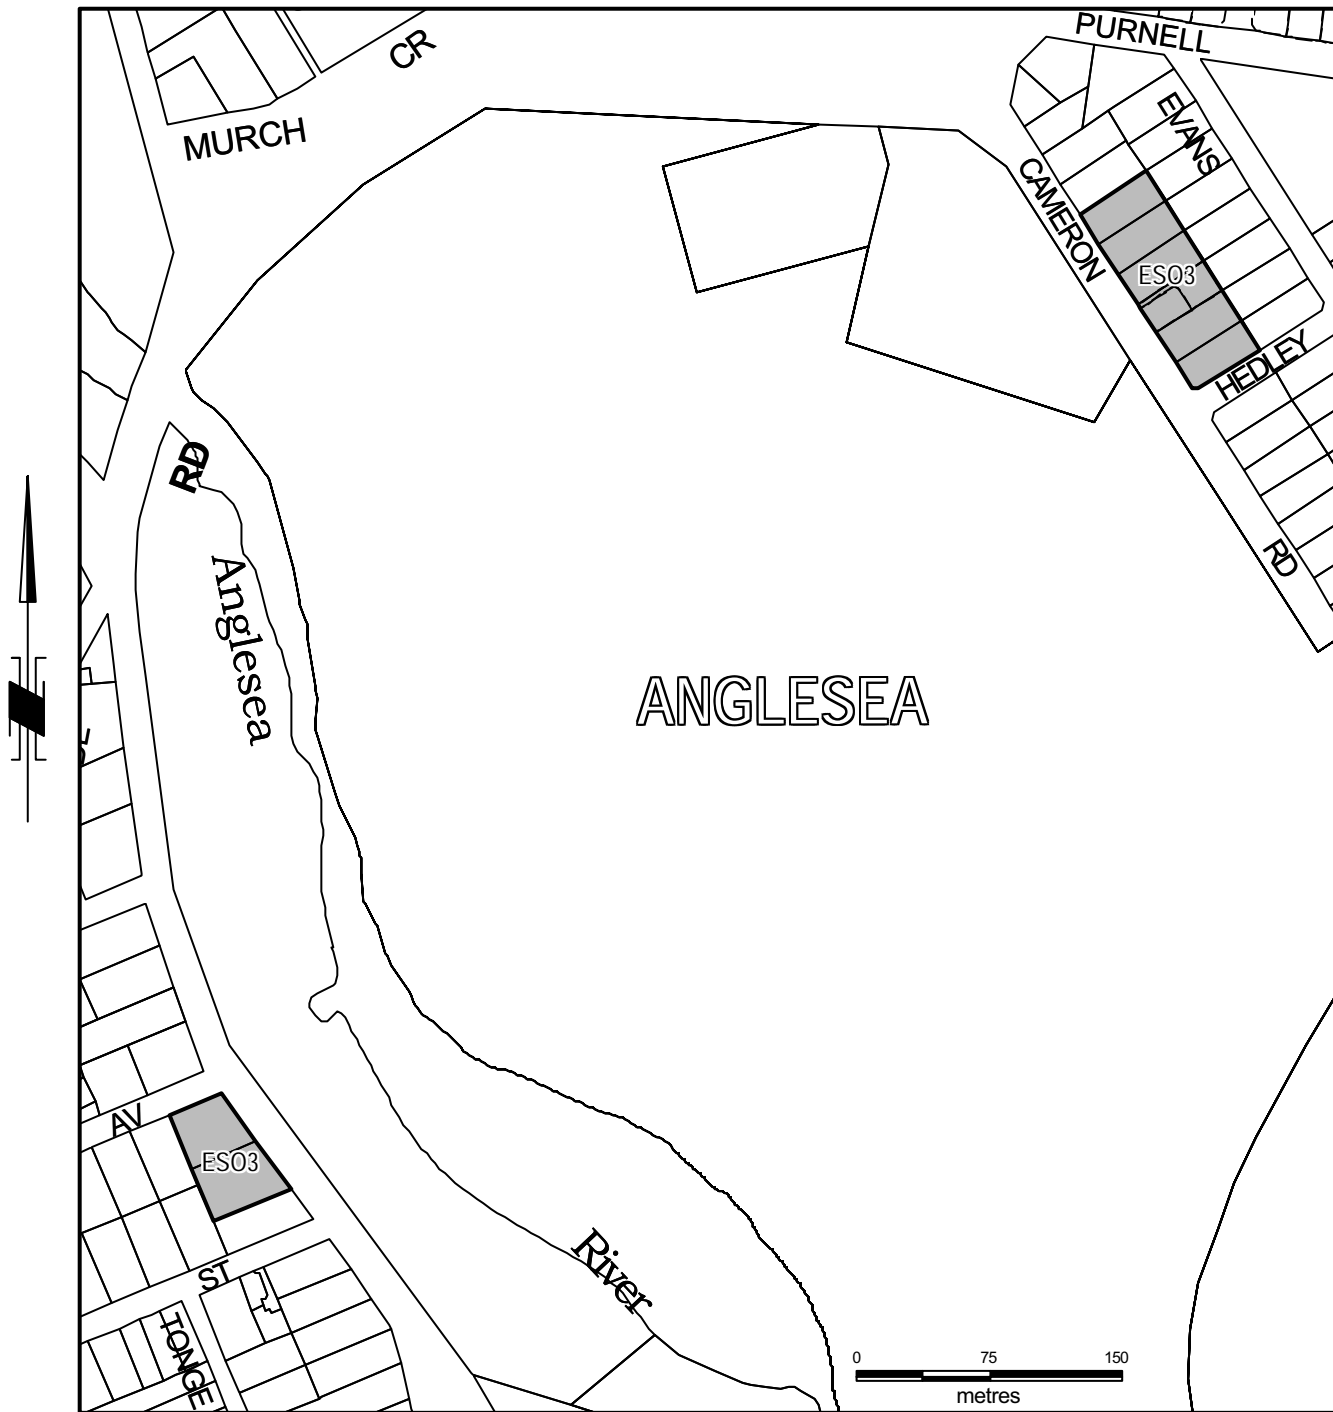 PURNELL
CR
MURCH
EVANS
CAMERON
ESO3
HEDLEY
RD
RD
Anglesea
ANGLESEA
AV
ESO3
River
ST
TONGE
0 75 150
metres